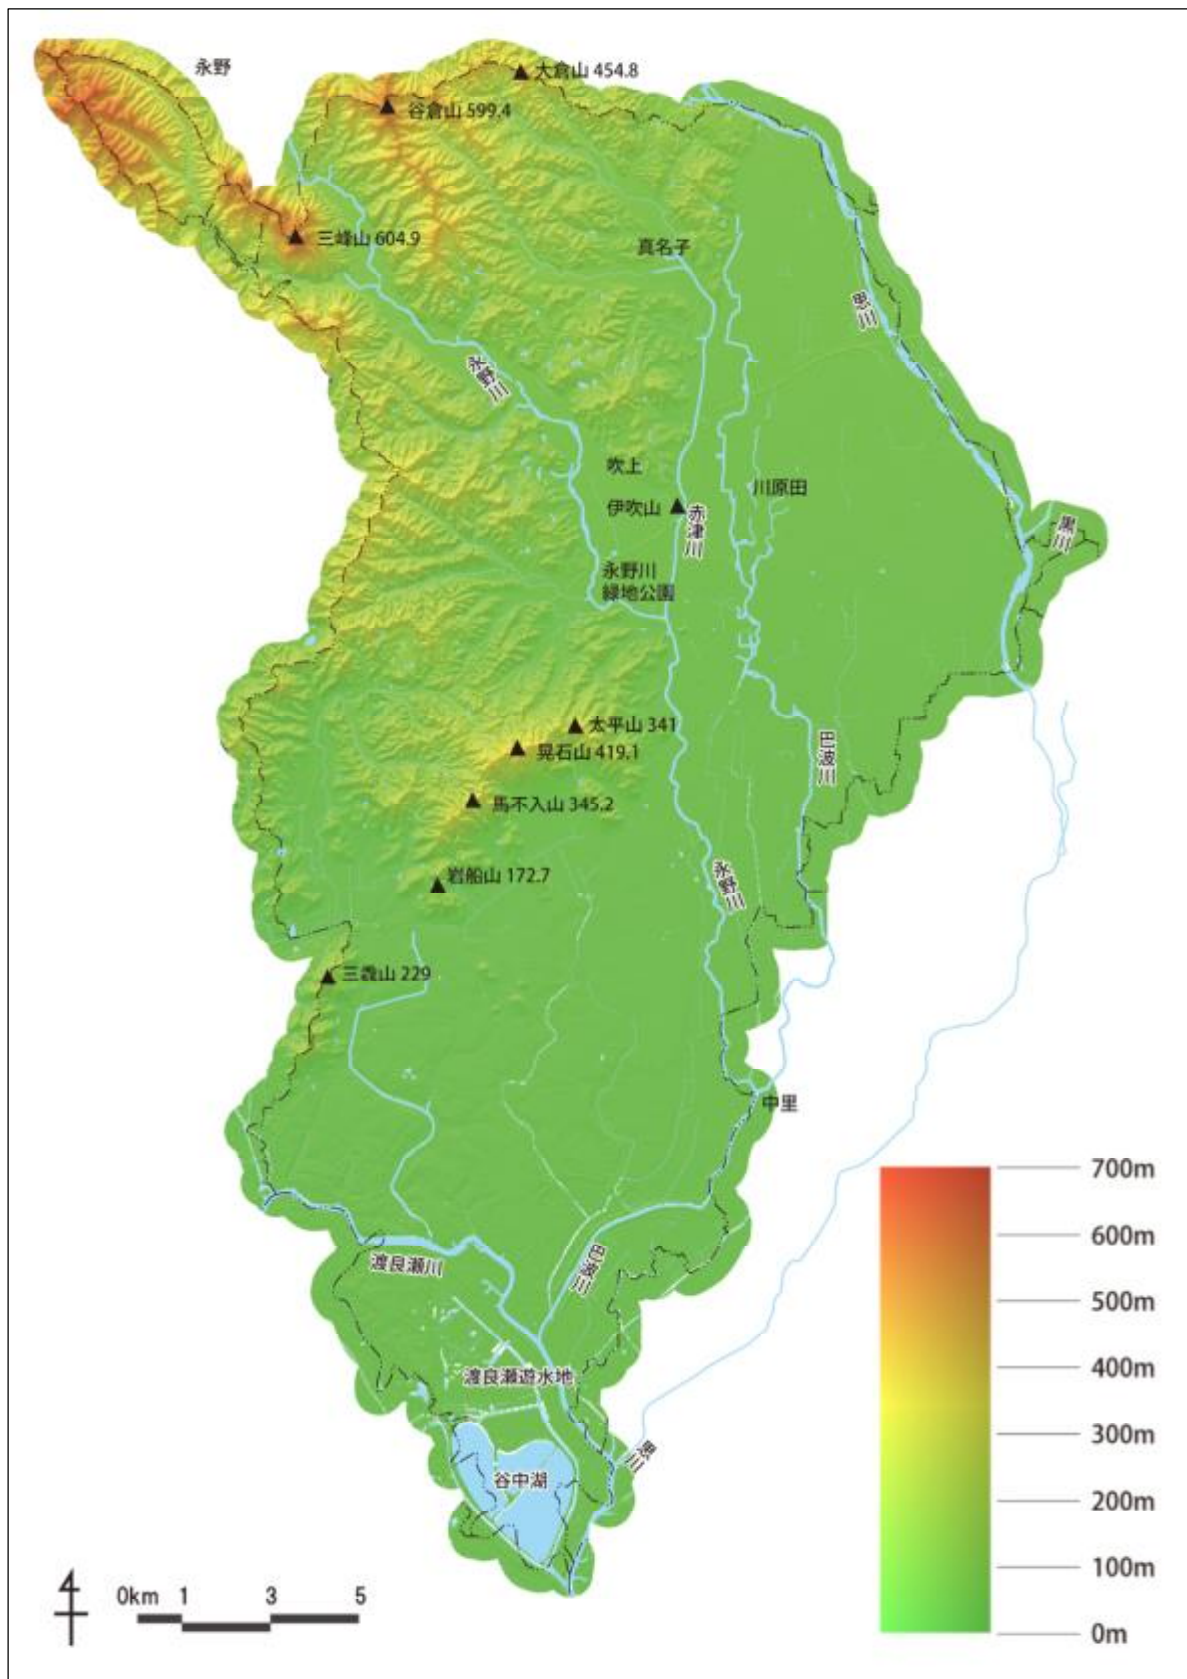 永野
大倉山 454.8
谷倉山 599.4
三峰山 604.9
真名子
思川
永野川
吹上
川原田
伊吹山
赤津川
黒川
永野川
緑地公園
太平山 341
晃石山 419.1
巴波川
馬不入山 345.2
岩船山 172.7
永野川
三毳山 229
中里
渡良瀬川
巴波川
渡良瀬遊水地
思川
谷中湖
700m
600m
500m
400m
300m
200m
100m
0m
0km 1 3 5